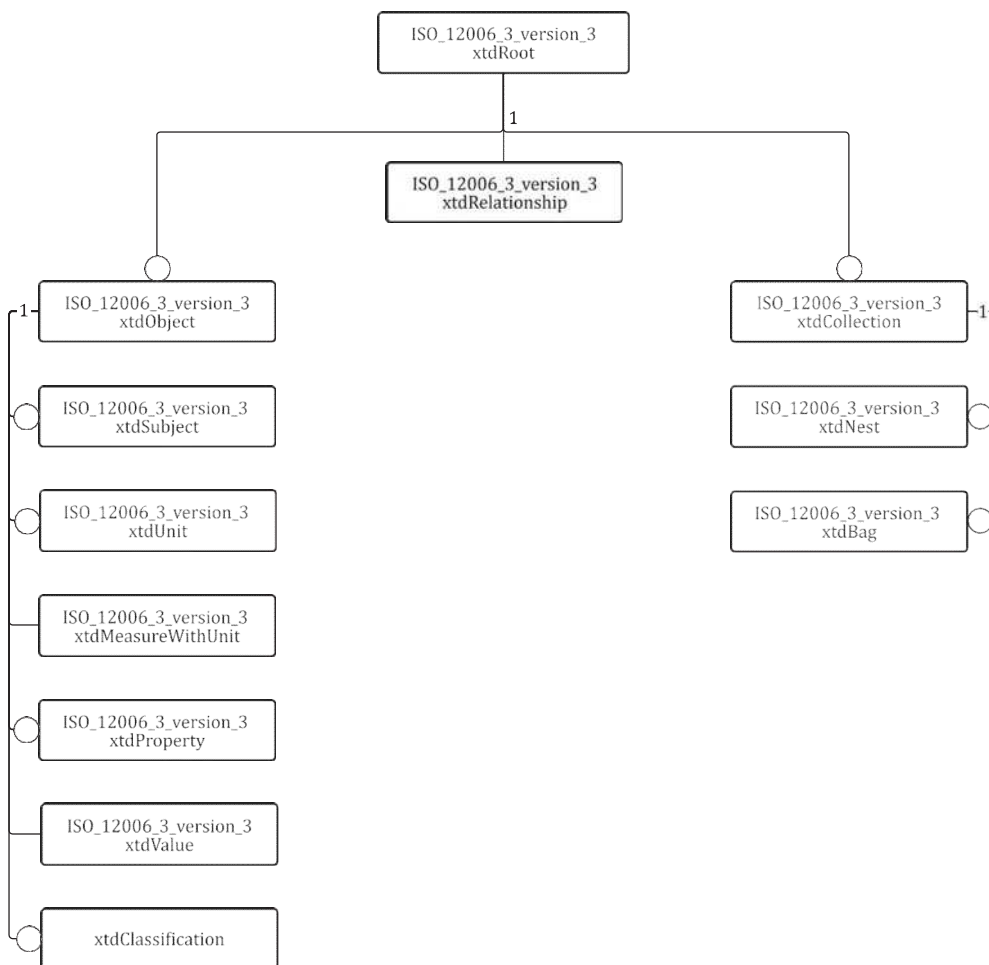 ISO_12006_3_version_3
xtdRoot
1
ISO_12006_3_version_3
xtdRelationship
ISO_12006_3_version_3
xtdObject
1
ISO_12006_3_version_3
xtdCollection
1
ISO_12006_3_version_3
xtdSubject
ISO_12006_3_version_3
xtdNest
ISO_12006_3_version_3
xtdUnit
ISO_12006_3_version_3
xtdBag
ISO_12006_3_version_3
xtdMeasureWithUnit
ISO_12006_3_version_3
xtdProperty
ISO_12006_3_version_3
xtdValue
xtdClassification